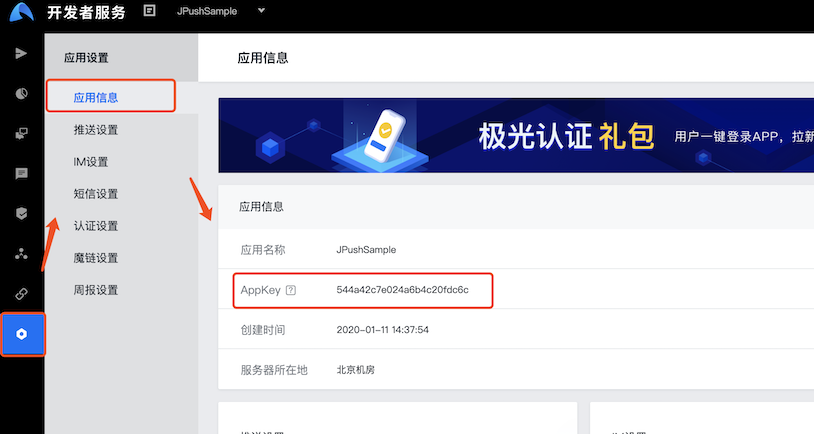 开发者服务
JPushSample
应用设置
应用信息
推送设置
IM设置
短信设置
认证设置
魔链设置
周报设置
应用信息
极光认证 礼包 用户一键登录APP，拉新
应用信息
应用名称 JPushSample
AppKey ? 544a42c7e024a6b4c20fdc6c
创建时间 2020-01-11 14:37:54
服务器所在地 北京机房